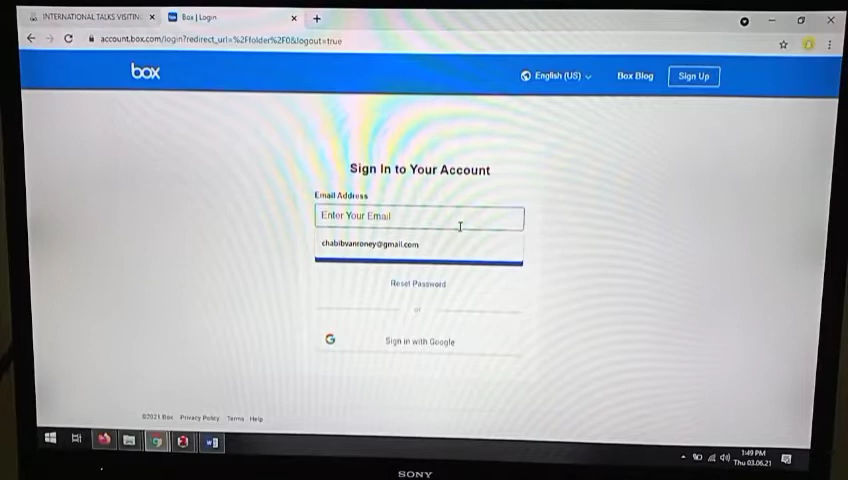 INTERNATIONAL TALKS VISITIN
Box | Login
account.box.com/login?redirect_url=%2Ffolder%2F0&logout=true
box
English (US)
Box Blog
Sign Up
Sign In to Your Account
Email Address
Enter Your Email
chabibvanroney@gmail.com
Reset Password
or
G
Sign in with Google
©2021 Box Privacy Policy Terms Help
1:49 PM
Thu 03.06.21
SONY